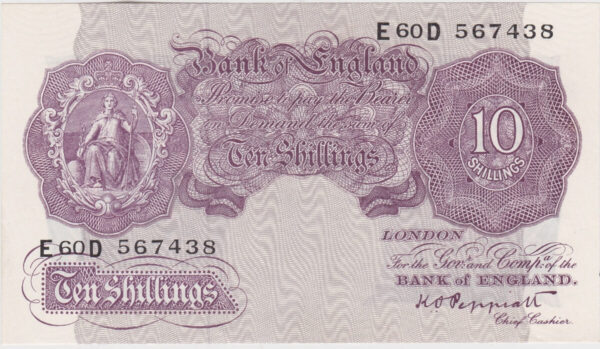 E60D 567438
Bank of England
Promise to pay the Bearer
on Demand the sum of
Ten Shillings
10
SHILLINGS
E60D 567438
Ten Shillings
LONDON
For the Govr. and Compa. of the
BANK of ENGLAND.
K O Peppiatt
Chief Cashier.